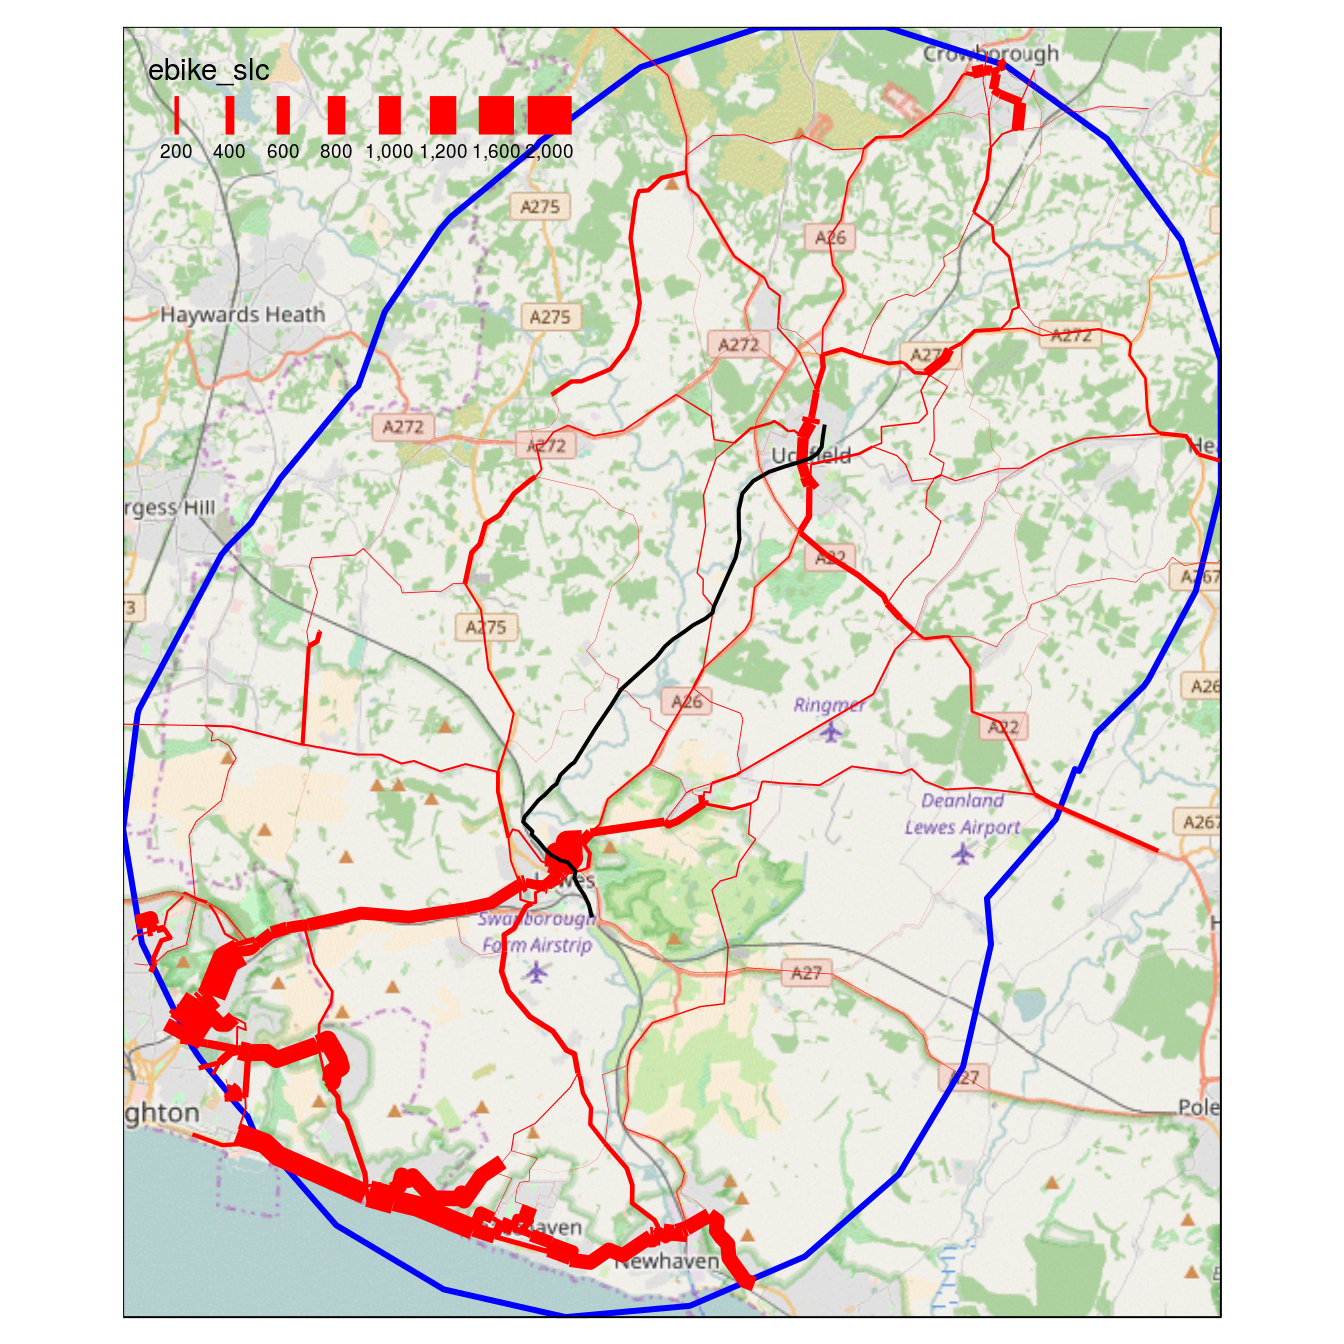 Crowborough
ebike_slc
200 400 600 800 1,000 1,200 1,600 2,000
A275
A26
Haywards Heath
A275
A272
A272
A272
A272
Uckfield
rgess Hill
A22
A267
73
A275
A26
A26
Ringmer
A22
Deanland
Lewes Airport
A267
Lewes
Swanborough
Farm Airstrip
A27
A27
ghton
Pole
haven
Newhaven